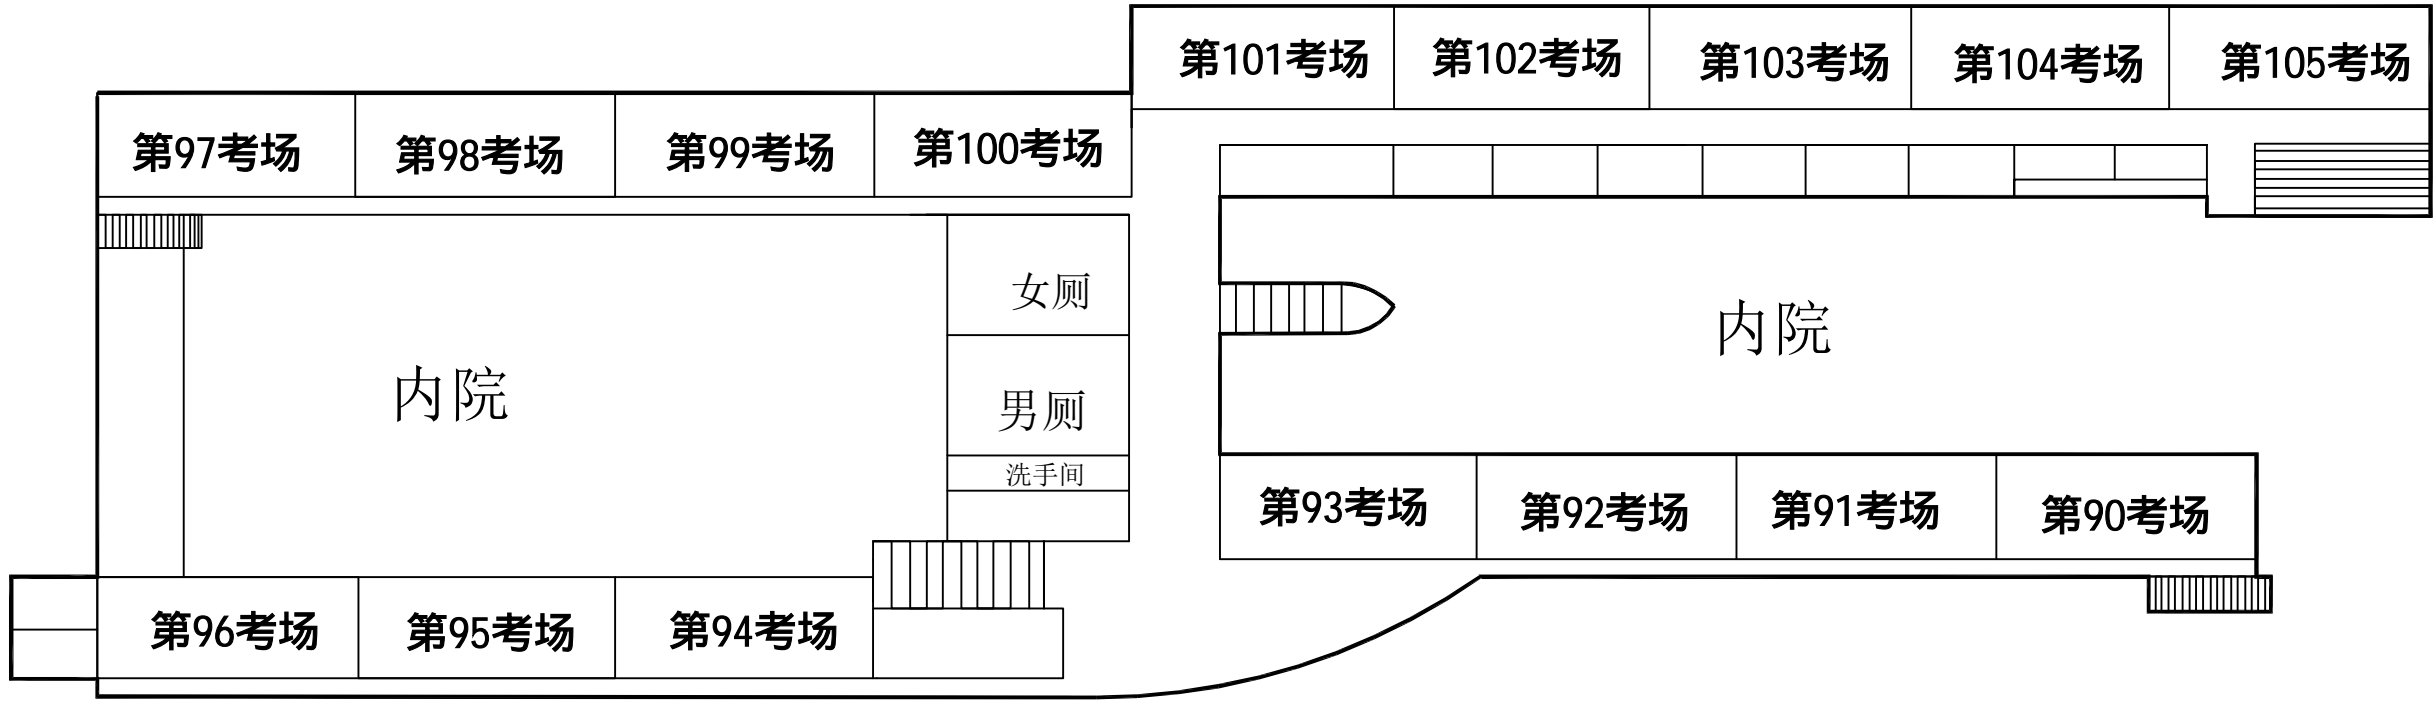 第101考场
第102考场
第103考场
第104考场
第105考场
第97考场
第98考场
第99考场
第100考场
女厕
内院
内院
男厕
洗手间
第93考场
第92考场
第91考场
第90考场
第96考场
第95考场
第94考场